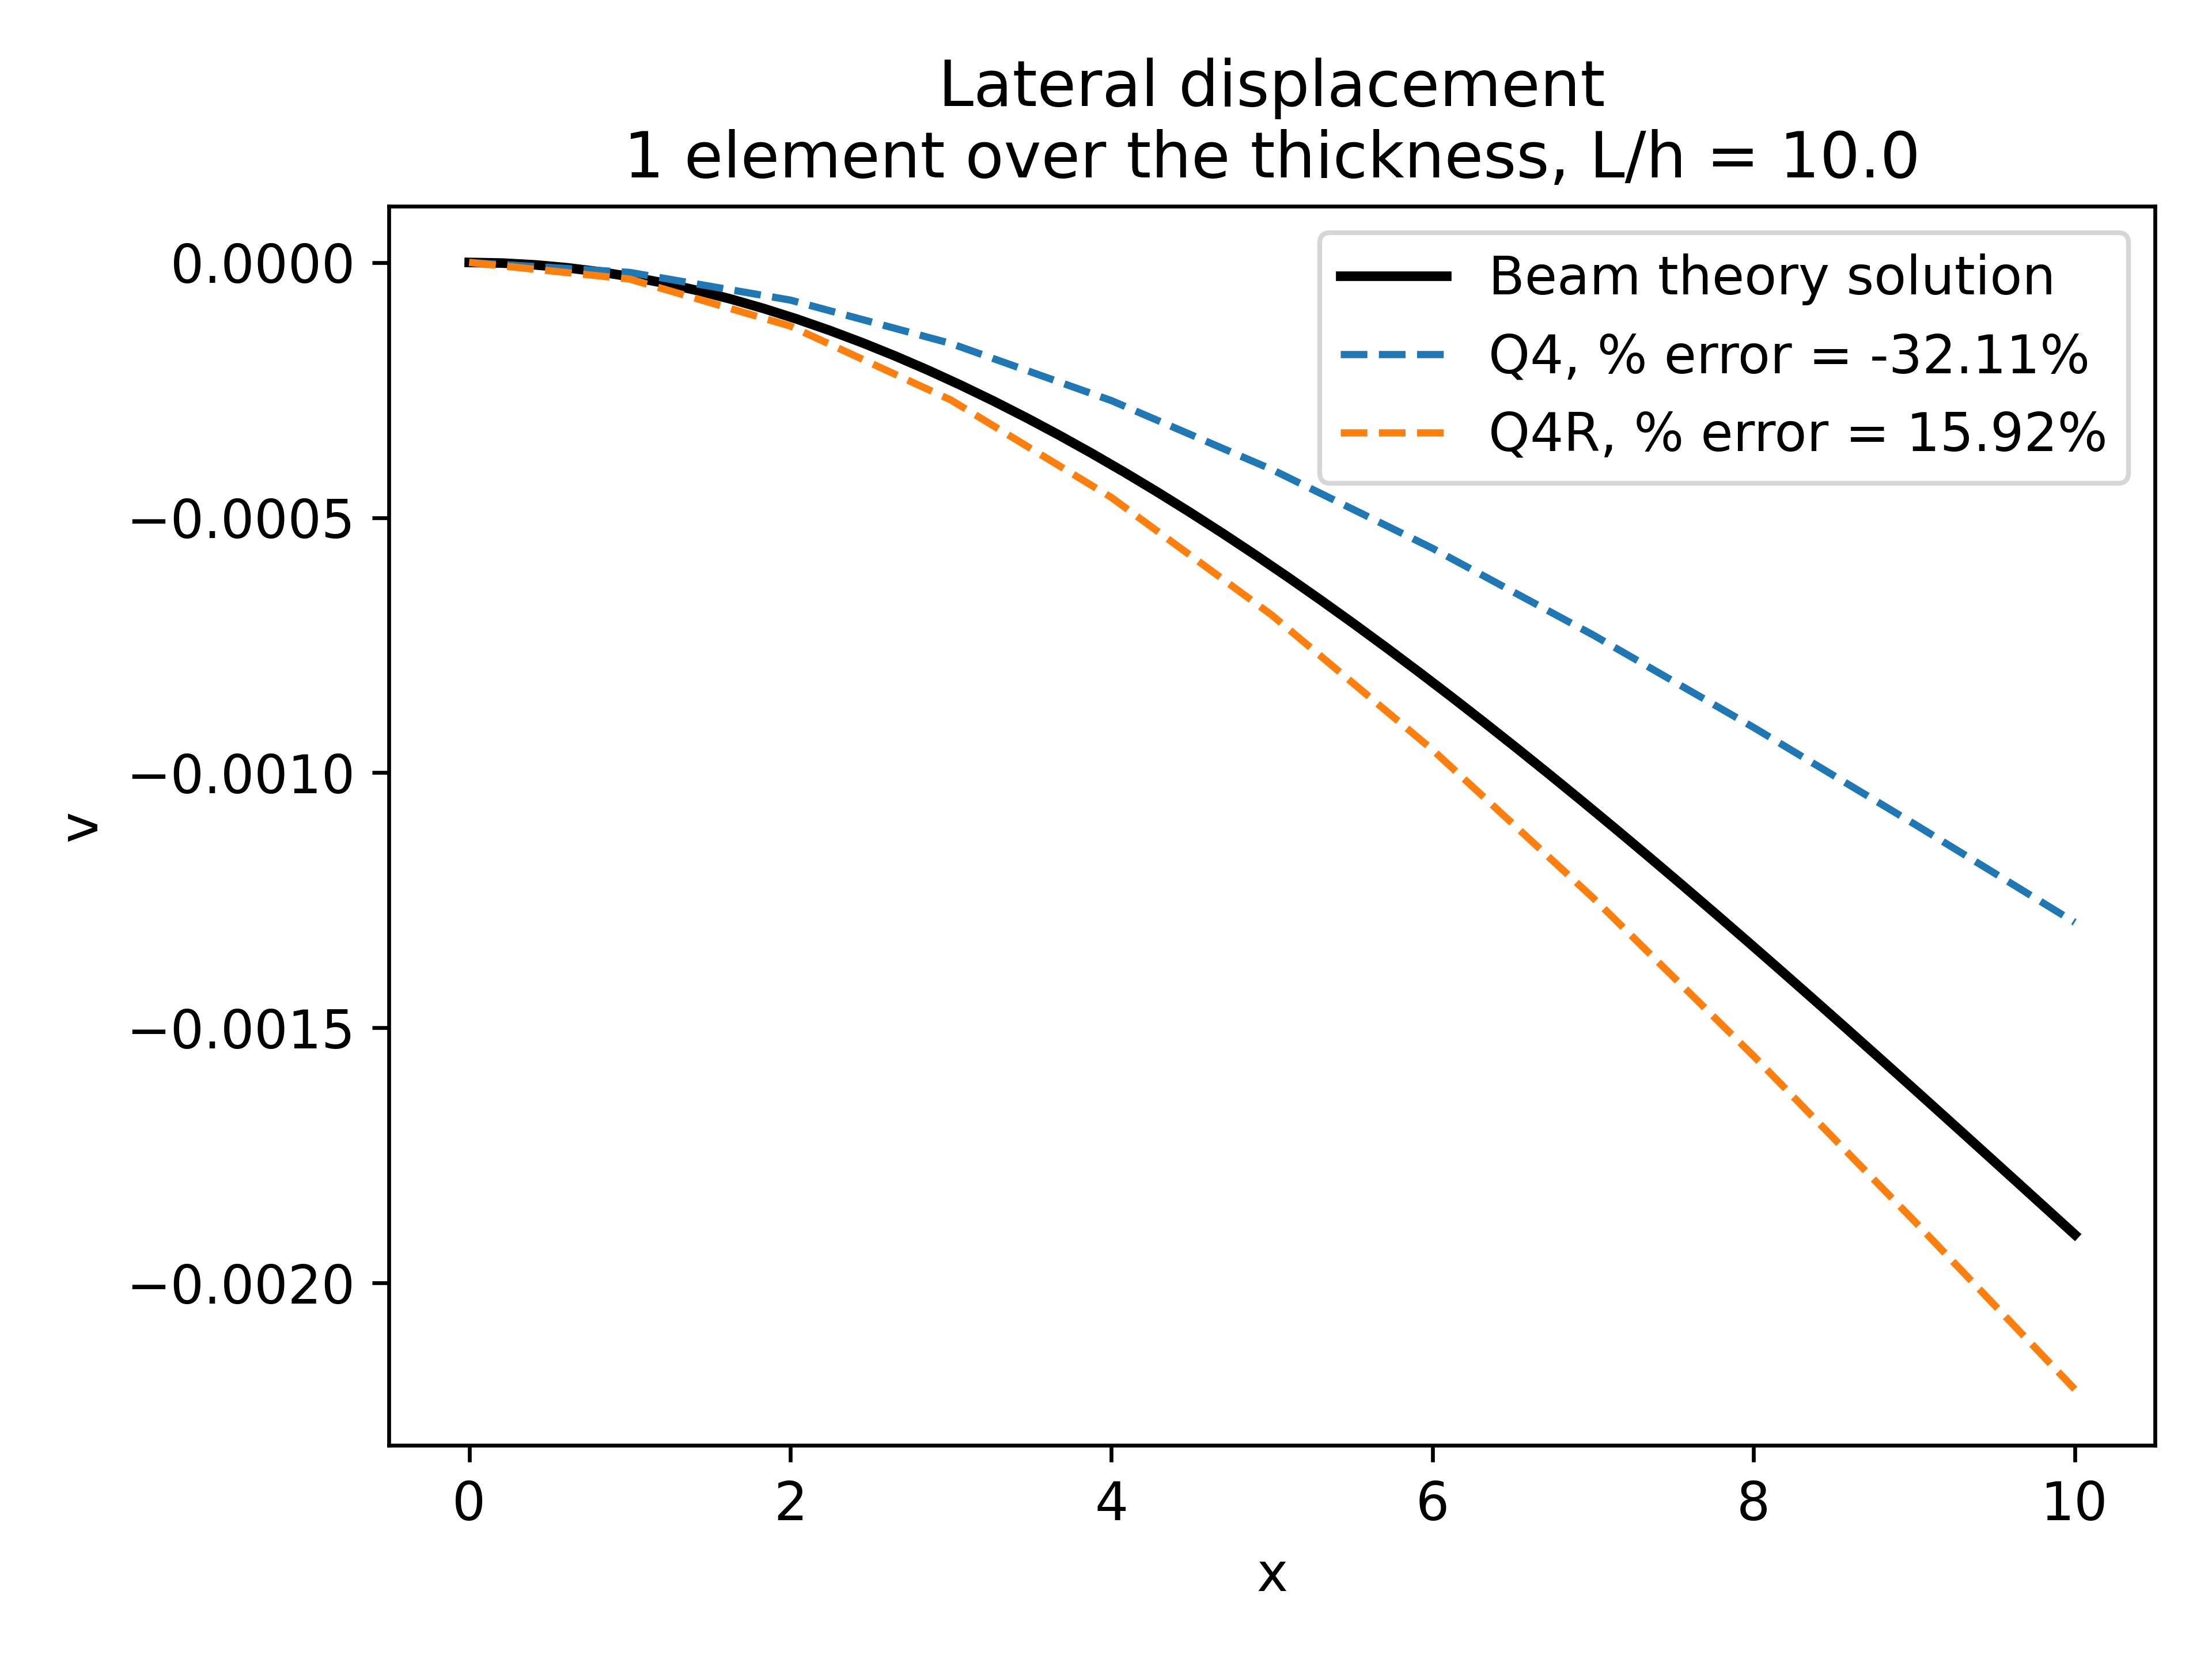 Lateral displacement
1 element over the thickness, L/h = 10.0
Beam theory solution
Q4, % error = -32.11%
Q4R, % error = 15.92%
0.0000
−0.0005
−0.0010
−0.0015
−0.0020
v
0 2 4 6 8 10
x